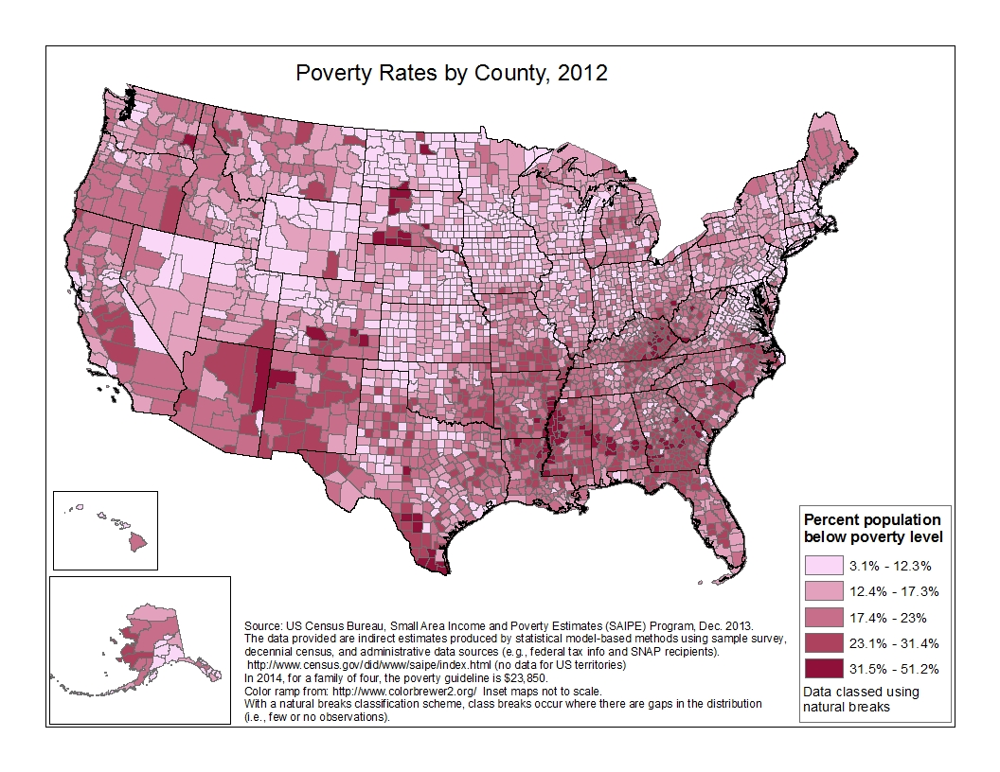 Poverty Rates by County, 2012
Percent population
below poverty level
3.1% - 12.3%
12.4% - 17.3%
17.4% - 23%
23.1% - 31.4%
31.5% - 51.2%
Data classed using
natural breaks
Source: US Census Bureau, Small Area Income and Poverty Estimates (SAIPE) Program, Dec. 2013.
The data provided are indirect estimates produced by statistical model-based methods using sample survey,
decennial census, and administrative data sources (e.g., federal tax info and SNAP recipients).
http://www.census.gov/did/www/saipe/index.html (no data for US territories)
In 2014, for a family of four, the poverty guideline is $23,850.
Color ramp from: http://www.colorbrewer2.org/ Inset maps not to scale.
With a natural breaks classification scheme, class breaks occur where there are gaps in the distribution
(i.e., few or no observations).